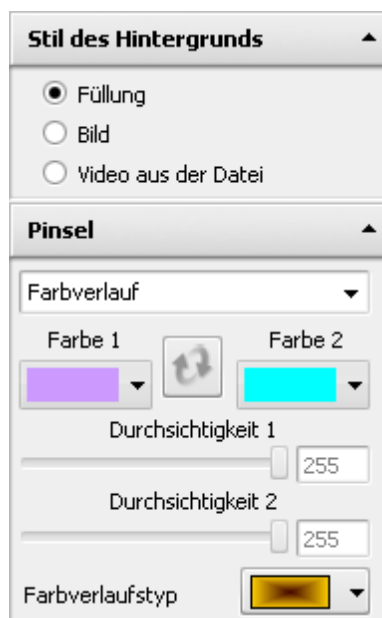 Stil des Hintergrunds
Füllung
Bild
Video aus der Datei
Pinsel
Farbverlauf
Farbe 1 Farbe 2
Durchsichtigkeit 1
255
Durchsichtigkeit 2
255
Farbverlaufstyp